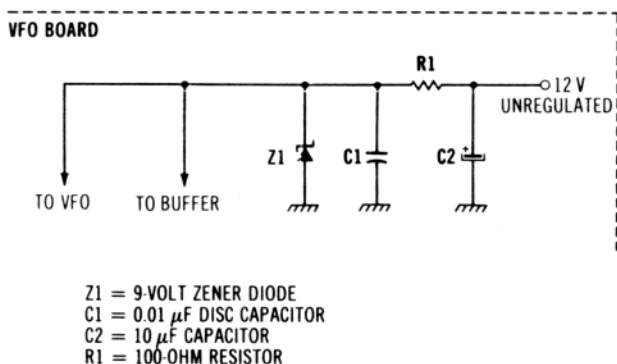 VFO BOARD
R1
12 V
UNREGULATED
Z1
C1
C2
+
TO VFO
TO BUFFER
Z1 = 9-VOLT ZENER DIODE
C1 = 0.01 μF DISC CAPACITOR
C2 = 10 μF CAPACITOR
R1 = 100-OHM RESISTOR